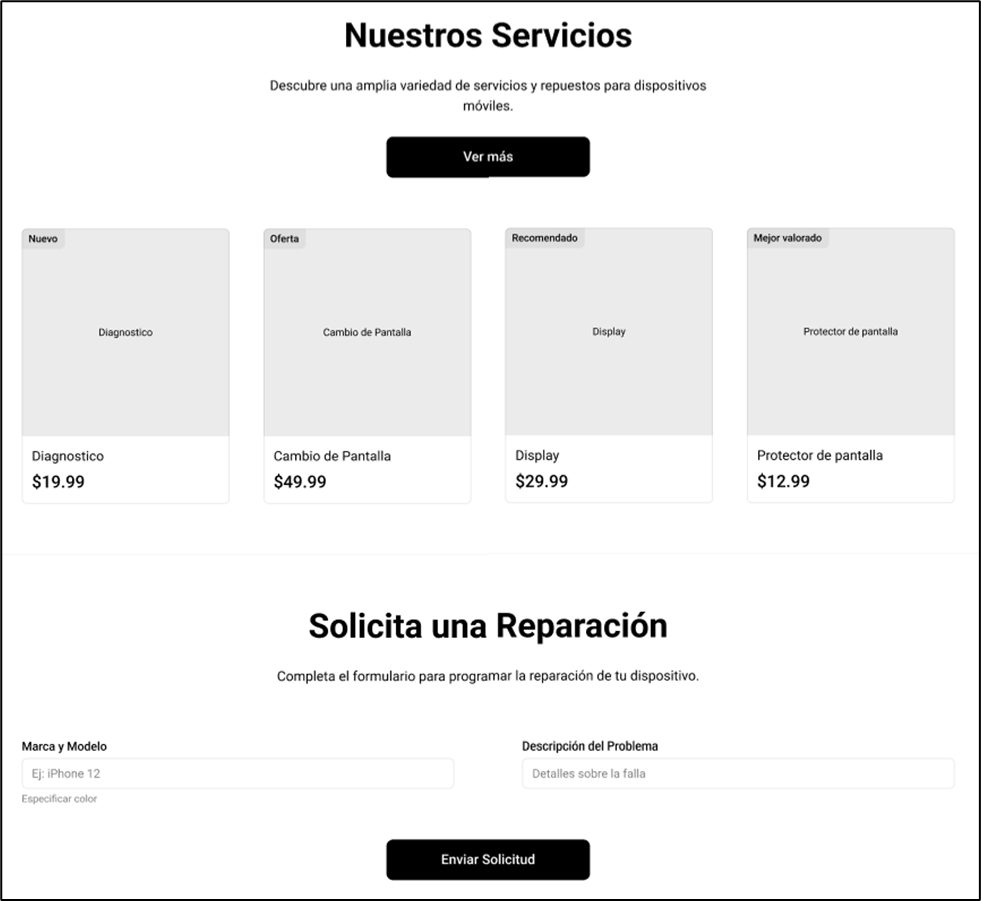 Nuestros Servicios
Descubre una amplia variedad de servicios y repuestos para dispositivos
móviles.
Ver más
Nuevo
Oferta
Recomendado
Mejor valorado
Diagnostico
Cambio de Pantalla
Display
Protector de pantalla
Diagnostico
$19.99
Cambio de Pantalla
$49.99
Display
$29.99
Protector de pantalla
$12.99
Solicita una Reparación
Completa el formulario para programar la reparación de tu dispositivo.
Marca y Modelo
Ej: iPhone 12
Especificar color
Descripción del Problema
Detalles sobre la falla
Enviar Solicitud